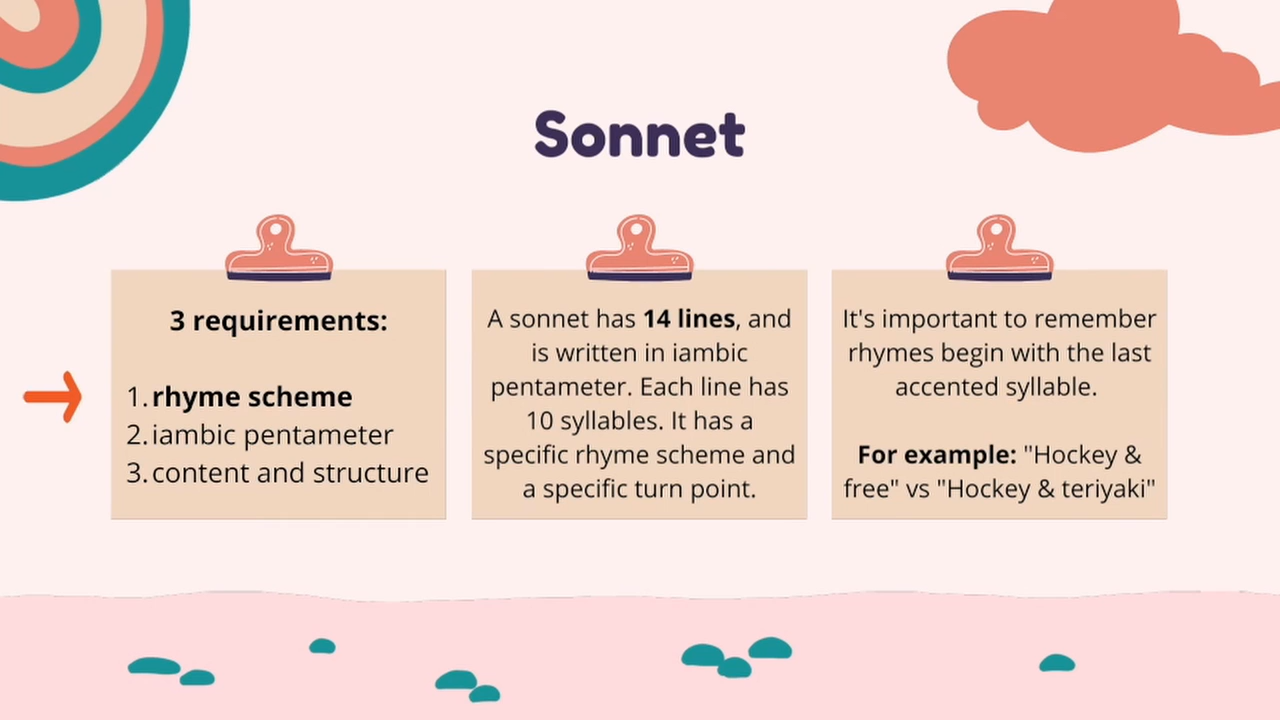 Sonnet
3 requirements:
1. rhyme scheme
2. iambic pentameter
3. content and structure
A sonnet has 14 lines, and
is written in iambic
pentameter. Each line has
10 syllables. It has a
specific rhyme scheme and
a specific turn point.
It's important to remember
rhymes begin with the last
accented syllable.
For example: "Hockey &
free" vs "Hockey & teriyaki"